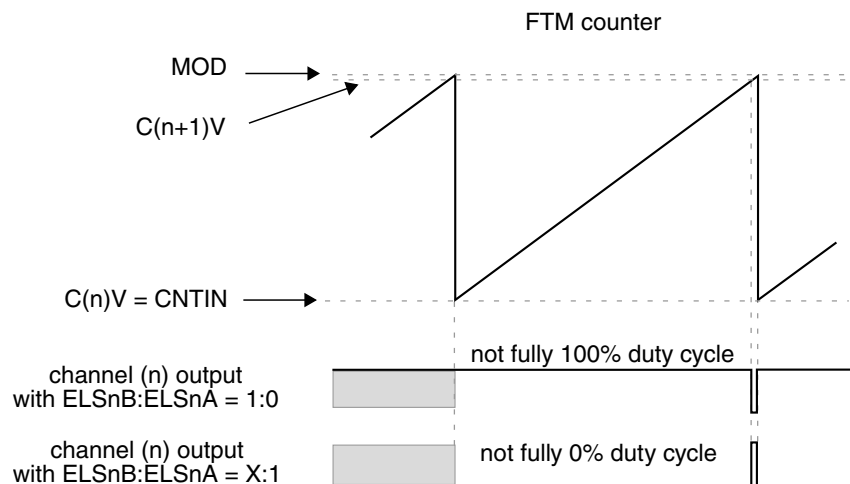 FTM counter
MOD
C(n+1)V
C(n)V = CNTIN
not fully 100% duty cycle
channel (n) output
with ELSnB:ELSnA = 1:0
channel (n) output
with ELSnB:ELSnA = X:1
not fully 0% duty cycle